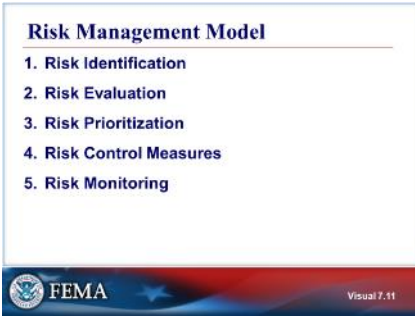 Risk Management Model
1. Risk Identification
2. Risk Evaluation
3. Risk Prioritization
4. Risk Control Measures
5. Risk Monitoring
FEMA
Visual 7.11